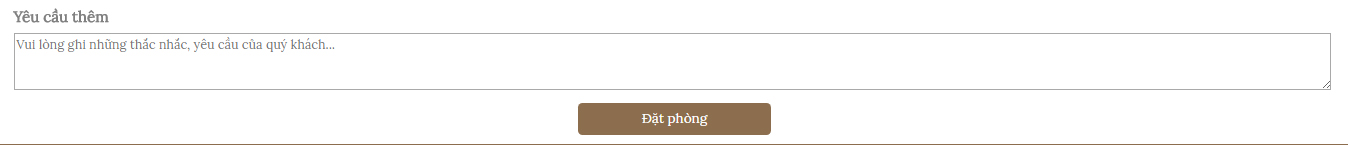 Yêu cầu thêm
Vui lòng ghi những thắc nhắc, yêu cầu của quý khách...
Đặt phòng